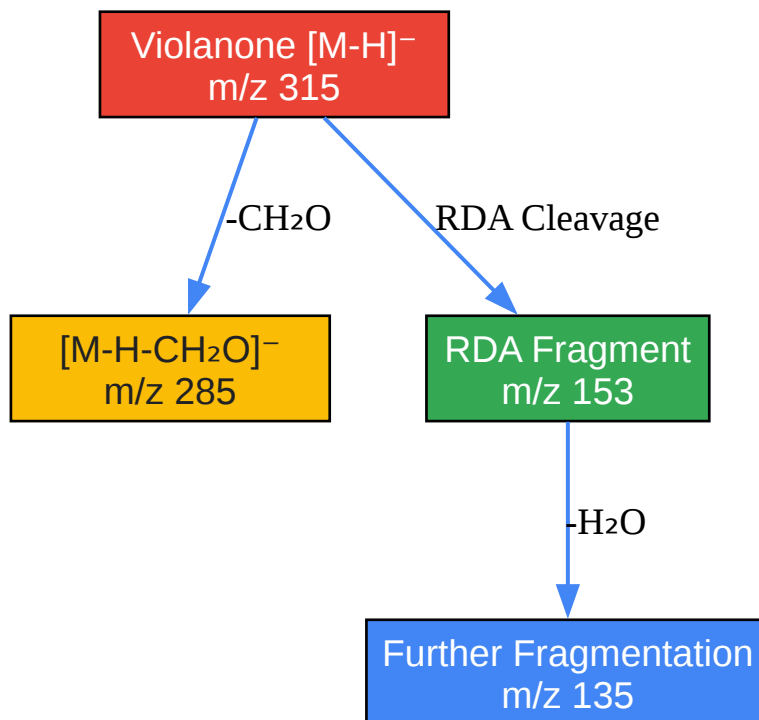 Violanone [M-H]⁻
m/z 315
-CH₂O
RDA Cleavage
[M-H-CH₂O]⁻
m/z 285
RDA Fragment
m/z 153
-H₂O
Further Fragmentation
m/z 135